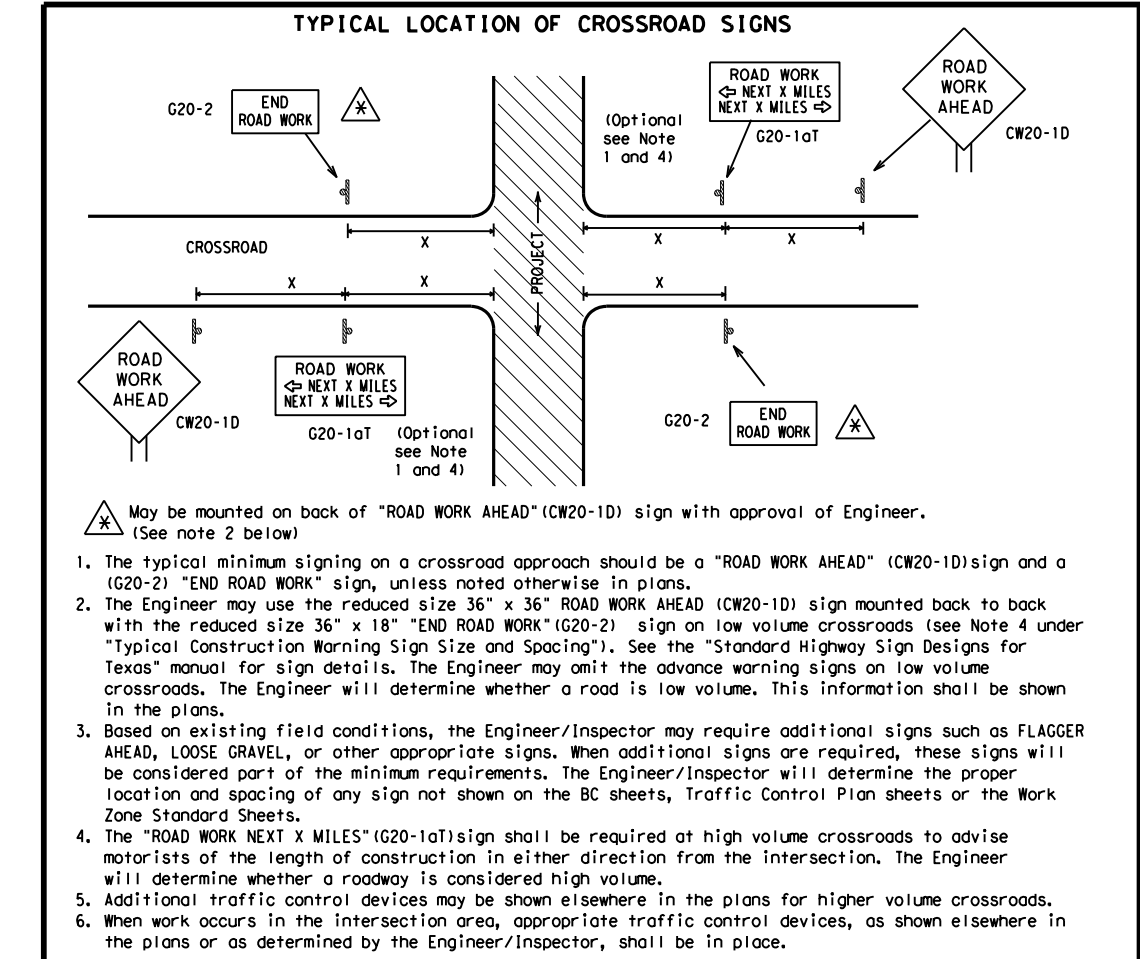 TYPICAL LOCATION OF CROSSROAD SIGNS
G20-2
END
ROAD WORK
*
(Optional
see Note
1 and 4)
ROAD WORK
⇦ NEXT X MILES
NEXT X MILES ⇨
G20-1aT
ROAD
WORK
AHEAD
CW20-1D
X
X
X
CROSSROAD
PROJECT
X
X
X
ROAD
WORK
AHEAD
CW20-1D
ROAD WORK
⇦ NEXT X MILES
NEXT X MILES ⇨
G20-1aT
(Optional
see Note
1 and 4)
G20-2
END
ROAD WORK
*
* May be mounted on back of "ROAD WORK AHEAD"(CW20-1D) sign with approval of Engineer.
(See note 2 below)
1. The typical minimum signing on a crossroad approach should be a "ROAD WORK AHEAD" (CW20-1D)sign and a
(G20-2) "END ROAD WORK" sign, unless noted otherwise in plans.
2. The Engineer may use the reduced size 36" x 36" ROAD WORK AHEAD (CW20-1D) sign mounted back to back
with the reduced size 36" x 18" "END ROAD WORK"(G20-2) sign on low volume crossroads (see Note 4 under
"Typical Construction Warning Sign Size and Spacing"). See the "Standard Highway Sign Designs for
Texas" manual for sign details. The Engineer may omit the advance warning signs on low volume
crossroads. The Engineer will determine whether a road is low volume. This information shall be shown
in the plans.
3. Based on existing field conditions, the Engineer/Inspector may require additional signs such as FLAGGER
AHEAD, LOOSE GRAVEL, or other appropriate signs. When additional signs are required, these signs will
be considered part of the minimum requirements. The Engineer/Inspector will determine the proper
location and spacing of any sign not shown on the BC sheets, Traffic Control Plan sheets or the Work
Zone Standard Sheets.
4. The "ROAD WORK NEXT X MILES"(G20-1aT)sign shall be required at high volume crossroads to advise
motorists of the length of construction in either direction from the intersection. The Engineer
will determine whether a roadway is considered high volume.
5. Additional traffic control devices may be shown elsewhere in the plans for higher volume crossroads.
6. When work occurs in the intersection area, appropriate traffic control devices, as shown elsewhere in
the plans or as determined by the Engineer/Inspector, shall be in place.